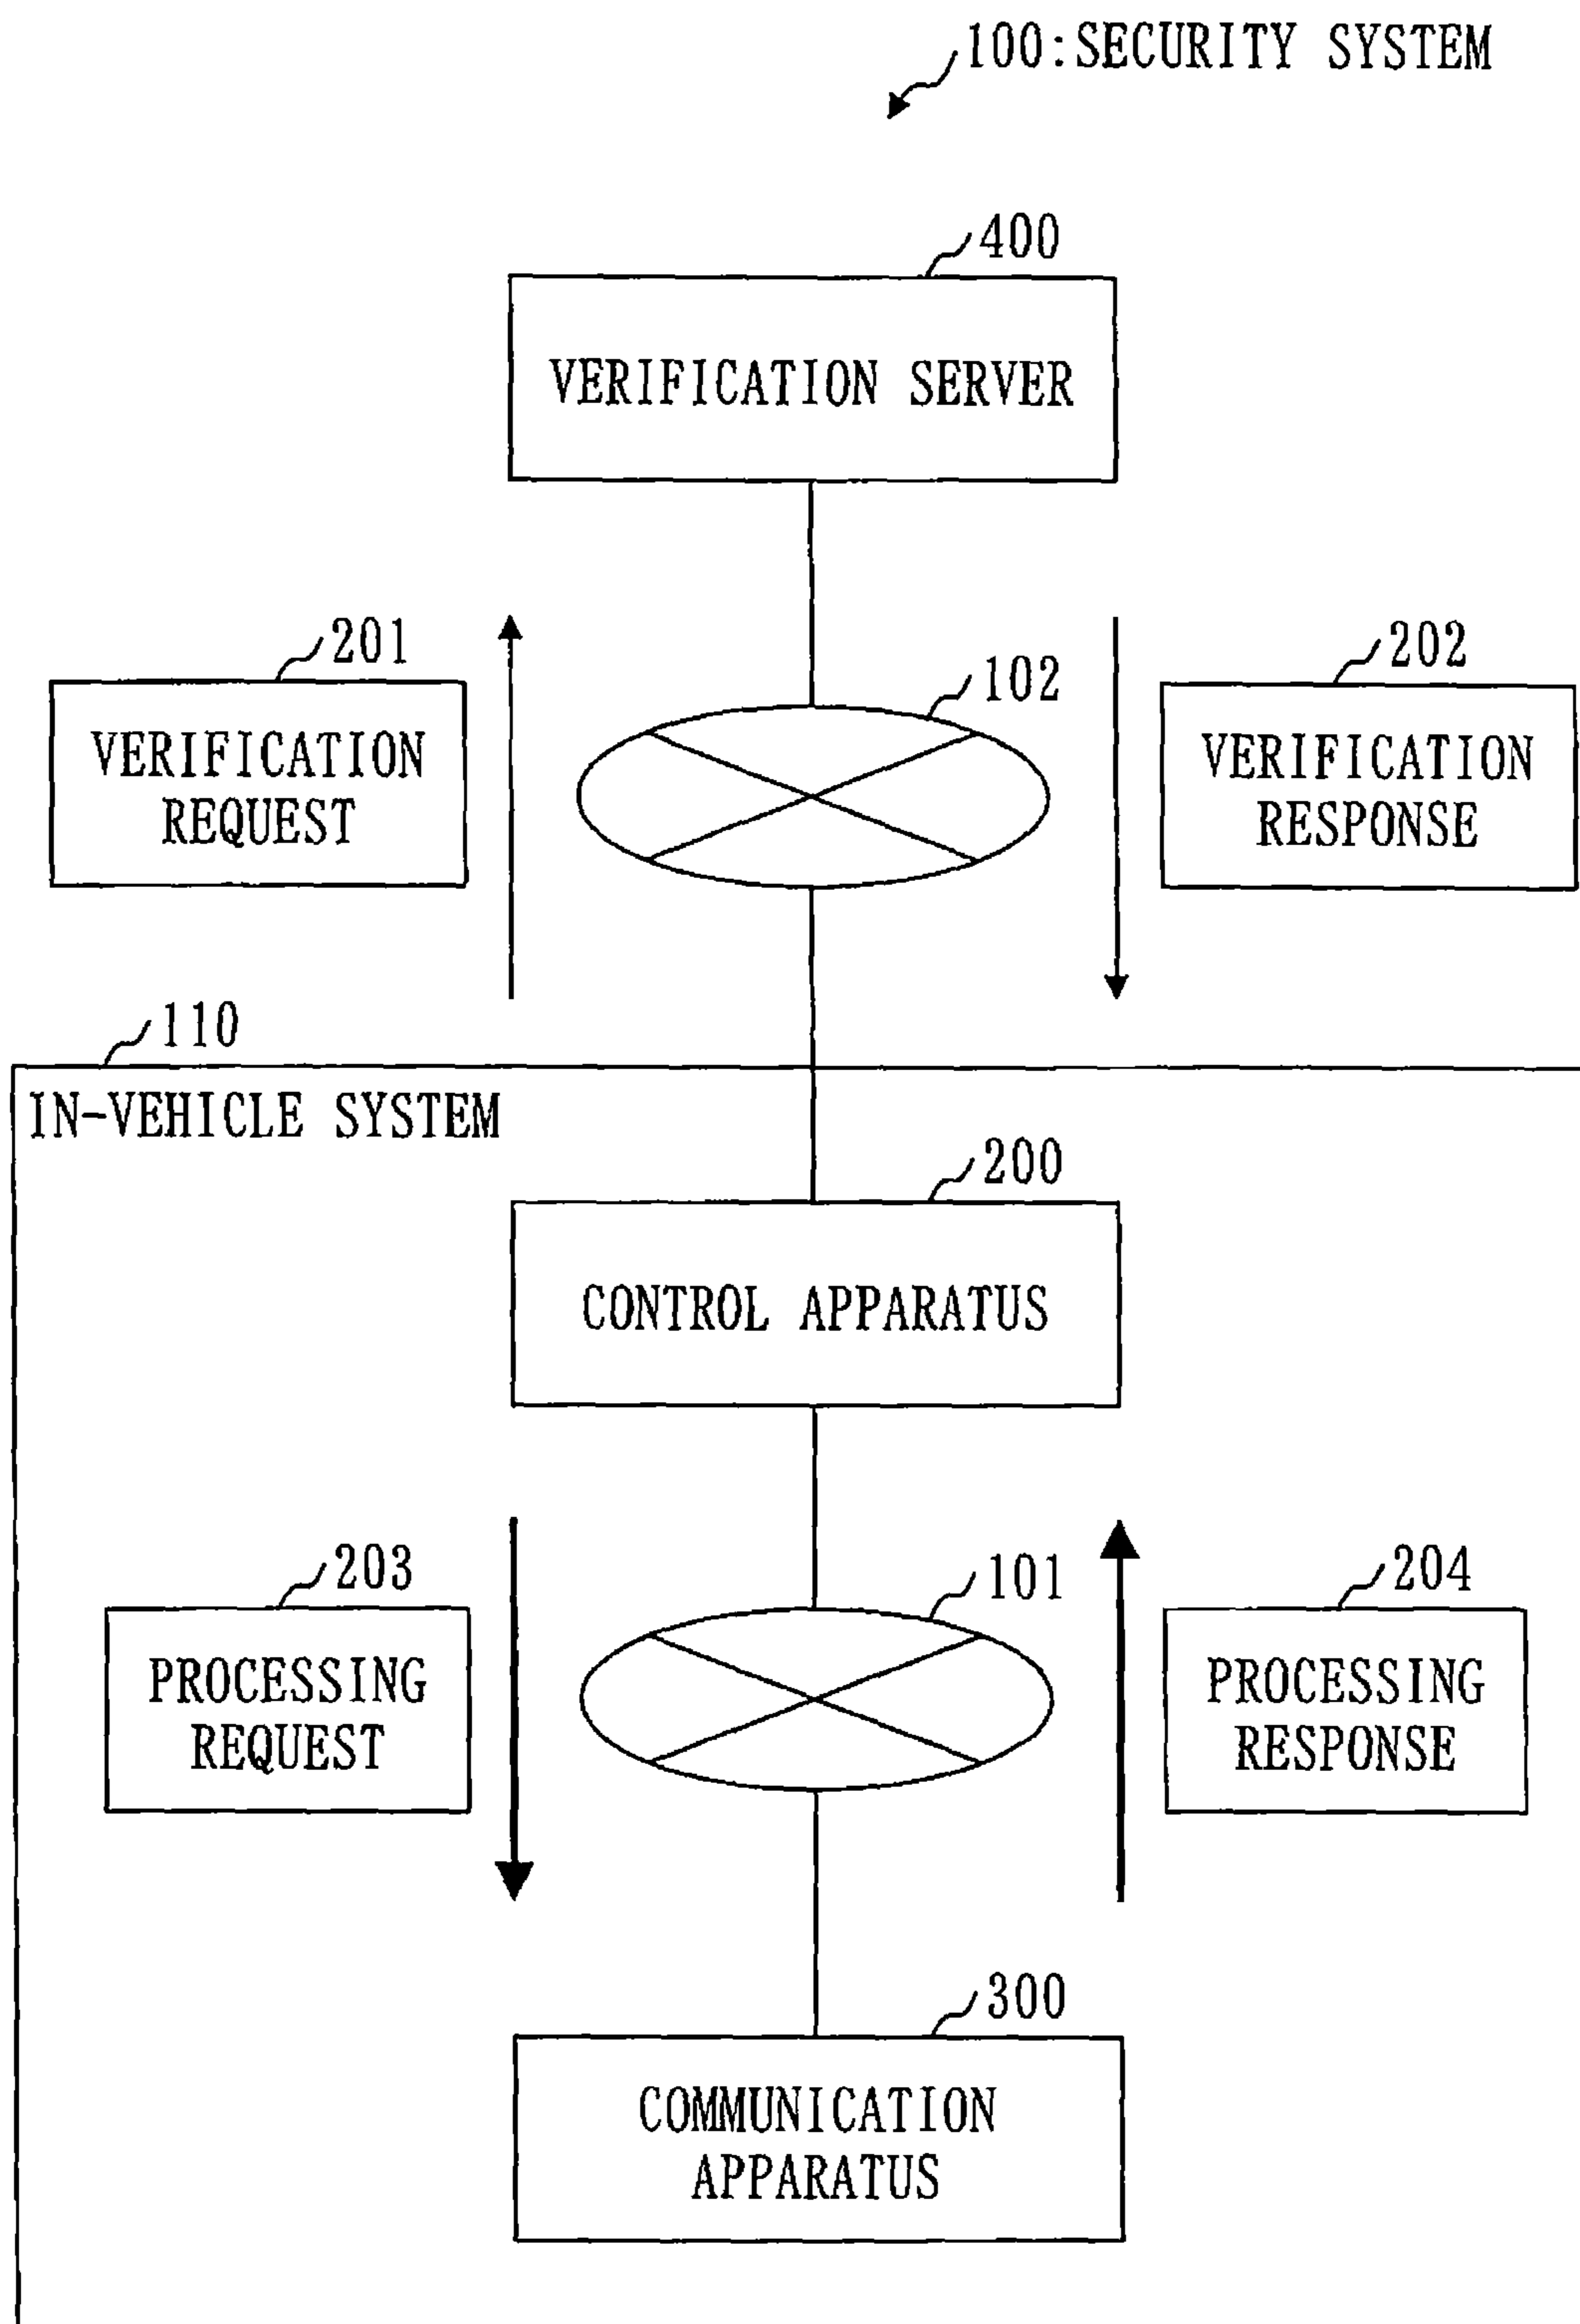 100:SECURITY SYSTEM
400
VERIFICATION SERVER
201
VERIFICATION
REQUEST
102
202
VERIFICATION
RESPONSE
110
IN-VEHICLE SYSTEM
200
CONTROL APPARATUS
203
PROCESSING
REQUEST
101
204
PROCESSING
RESPONSE
300
COMMUNICATION
APPARATUS